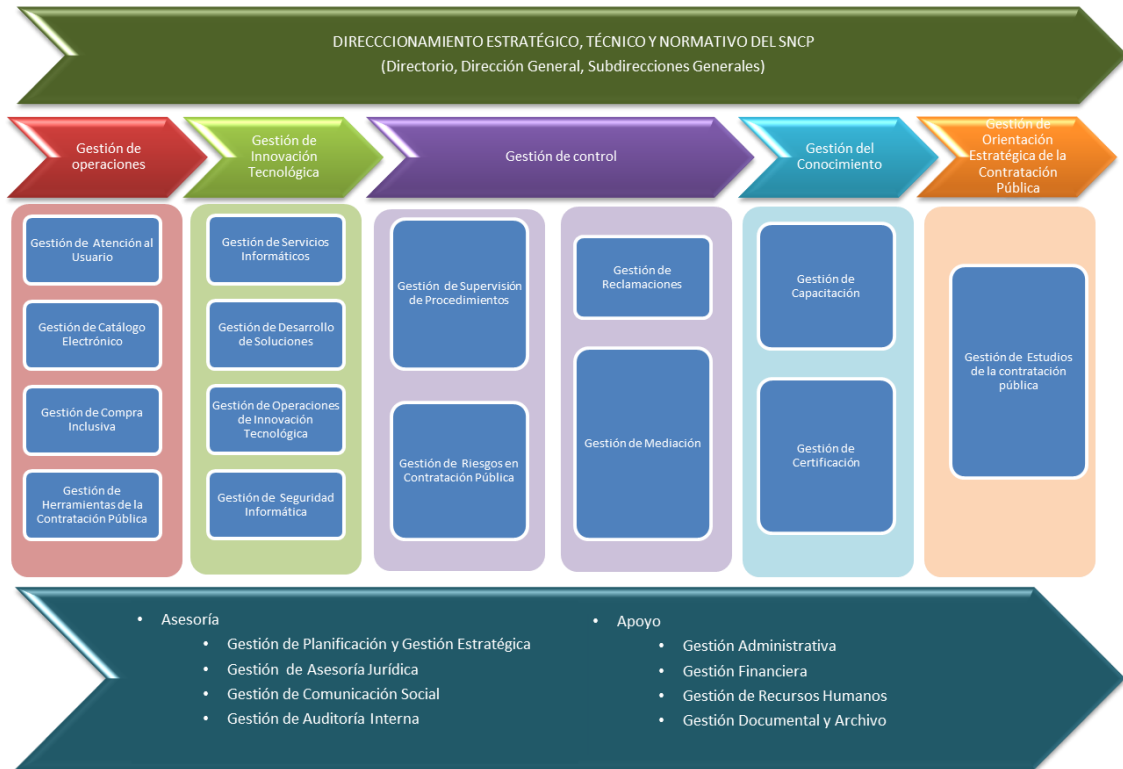 DIRECCCIONAMIENTO ESTRATÉGICO, TÉCNICO Y NORMATIVO DEL SNCP
(Directorio, Dirección General, Subdirecciones Generales)
Gestión de
operaciones
Gestión de
Innovación
Tecnológica
Gestión de control
Gestión del
Conocimiento
Gestión de
Orientación
Estratégica de la
Contratación
Pública
Gestión de Atención al
Usuario
Gestión de Catálogo
Electrónico
Gestión de Compra
Inclusiva
Gestión de
Herramientas de la
Contratación Pública
Gestión de Servicios
Informáticos
Gestión de Desarrollo
de Soluciones
Gestión de Operaciones
de Innovación
Tecnológica
Gestión de Seguridad
Informática
Gestión de Supervisión
de Procedimientos
Gestión de Riesgos en
Contratación Pública
Gestión de
Reclamaciones
Gestión de Mediación
Gestión de
Capacitación
Gestión de
Certificación
Gestión de Estudios
de la contratación
pública
• Asesoría
• Gestión de Planificación y Gestión Estratégica
• Gestión de Asesoría Jurídica
• Gestión de Comunicación Social
• Gestión de Auditoría Interna
• Apoyo
• Gestión Administrativa
• Gestión Financiera
• Gestión de Recursos Humanos
• Gestión Documental y Archivo